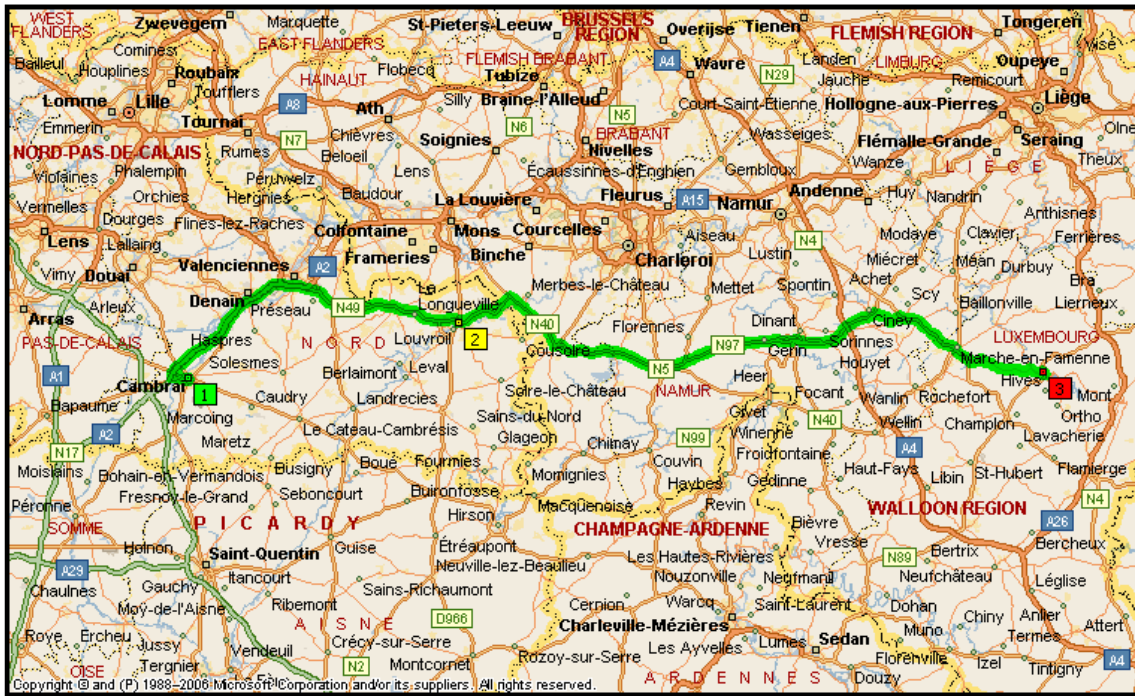 WEST FLANDERS
Zwevegem
Marquette
St-Pieters-Leeuw
BRUSSELS REGION
Overijse
Tienen
FLEMISH REGION
Tongeren
Visé
Comines
EAST FLANDERS
FLEMISH BRABANT
A4
Wavre
Landen
LIMBURG
Oupeye
Bailleul
Houplines
Roubaix
HAINAUT
Flobecq
Tubize
N29
Jauche
Remicourt
Toufflers
Lomme
Lille
A8
Ath
Silly
Braine-l'Alleud
N5
Court-Saint-Étienne
Hollogne-aux-Pierres
Liège
Emmerin
Tournai
N7
Chièvres
Soignies
N6
BRABANT
Wasseiges
Flémalle-Grande
Seraing
Olne
NORD-PAS-DE-CALAIS
Rumes
Beloeil
Nivelles
Wanze
LIÈGE
Theux
Violaines
Phalempin
Péruwelz
Lens
Écaussinnes-d'Enghien
Gembloux
Andenne
Huy
Nandrin
Vermelles
Orchies
Hergnies
Baudour
La Louvière
Fleurus
A15
Namur
Anthisnes
Dourges
Flines-lez-Raches
Colfontaine
Mons
Courcelles
Aiseau
Modave
Clavier
Ferrières
Lens
Lallaing
Frameries
Binche
Charleroi
Lustin
N4
Miécret
Méan
Durbuy
Vimy
Douai
Valenciennes
A2
Merbes-le-Château
Mettet
Spontin
Achet
Bra
Arleux
Denain
Préseau
N49
Le
Longueville
Scy
Baillonville
Lierneux
Arras
N40
Florennes
Dinant
Ciney
PAS-DE-CALAIS
Haspres
NORD
Louvroil
2
Cousolre
N97
Gerin
Sorinnes
LUXEMBOURG
A1
Solesmes
Berlaimont
Leval
N5
Houyet
Marche-en-Famenne
Cambrai
1
Solre-le-Château
NAMUR
Heer
Hives
3
Mont
Bapaume
Marcoing
Caudry
Landrecies
Focant
Wanlin
Rochefort
Ortho
A2
Sains-du-Nord
Givet
N40
Wellin
Champlon
N17
Maretz
Le Cateau-Cambrésis
Glageon
Chimay
N99
Winenne
A4
Lavacherie
Moislains
Busigny
Boué
Fourmies
Couvin
Froidfontaine
Bohain-en-Vermandois
Momignies
Haut-Fays
Libin
St-Hubert
Flamierge
Fresnoy-le-Grand
Seboncourt
Buironfosse
Haybes
Gedinne
N4
Péronne
Macquenoise
Revin
SOMME
PICARDY
Hirson
CHAMPAGNE-ARDENNE
Bièvre
WALLOON REGION
A26
Holnon
Guise
Étréaupont
Les Hautes-Rivières
Vresse
Bertrix
Bercheux
Saint-Quentin
N89
A29
Itancourt
Neuville-lez-Beaulieu
Nouzonville
Neufmanil
Neufchâteau
Léglise
Chaulnes
Gauchy
Sains-Richaumont
Moÿ-de-l'Aisne
Ribemont
D966
Cernion
Warcq
Saint-Laurent
Dohan
Chiny
Anlier
Roye
Ercheu
AISNE
Charleville-Mézières
Muno
Attert
Jussy
Crécy-sur-Serre
Lumes
Sedan
Termes
Vendeuil
Rozoy-sur-Serre
Les Ayvelles
Florenville
Izel
A4
OISE
Tergnier
N2
Montcornet
ARDENNES
Douzy
Tintigny
Copyright © and (P) 1988–2006 Microsoft Corporation and/or its suppliers. All rights reserved.